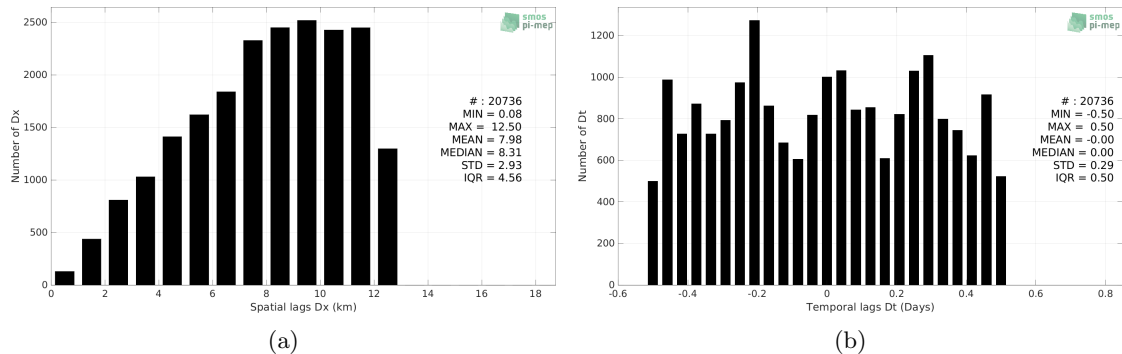 2500
2000
1500
1000
500
0
0 2 4 6 8 10 12 14 16 18
Number of Dx
Spatial lags Dx (km)
smos
pi-mep
# : 20736
MIN = 0.08
MAX = 12.50
MEAN = 7.98
MEDIAN = 8.31
STD = 2.93
IQR = 4.56
(a)
1200
1000
800
600
400
200
0
-0.6 -0.4 -0.2 0 0.2 0.4 0.6 0.8
Number of Dt
Temporal lags Dt (Days)
smos
pi-mep
# : 20736
MIN = -0.50
MAX = 0.50
MEAN = -0.00
MEDIAN = 0.00
STD = 0.29
IQR = 0.50
(b)